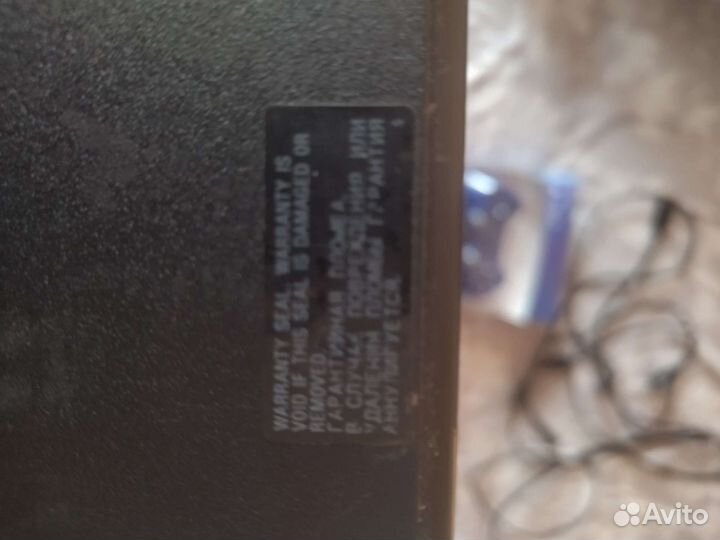 WARRANTY SEAL. WARRANTY IS
VOID IF THIS SEAL IS DAMAGED OR
REMOVED
ГАРАНТИЙНАЯ ПЛОМБА.
В СЛУЧАЕ ПОВРЕЖДЕНИЯ ИЛИ
УДАЛЕНИЯ ПЛОМБЫ ГАРАНТИЯ
АННУЛИРУЕТСЯ
Avito